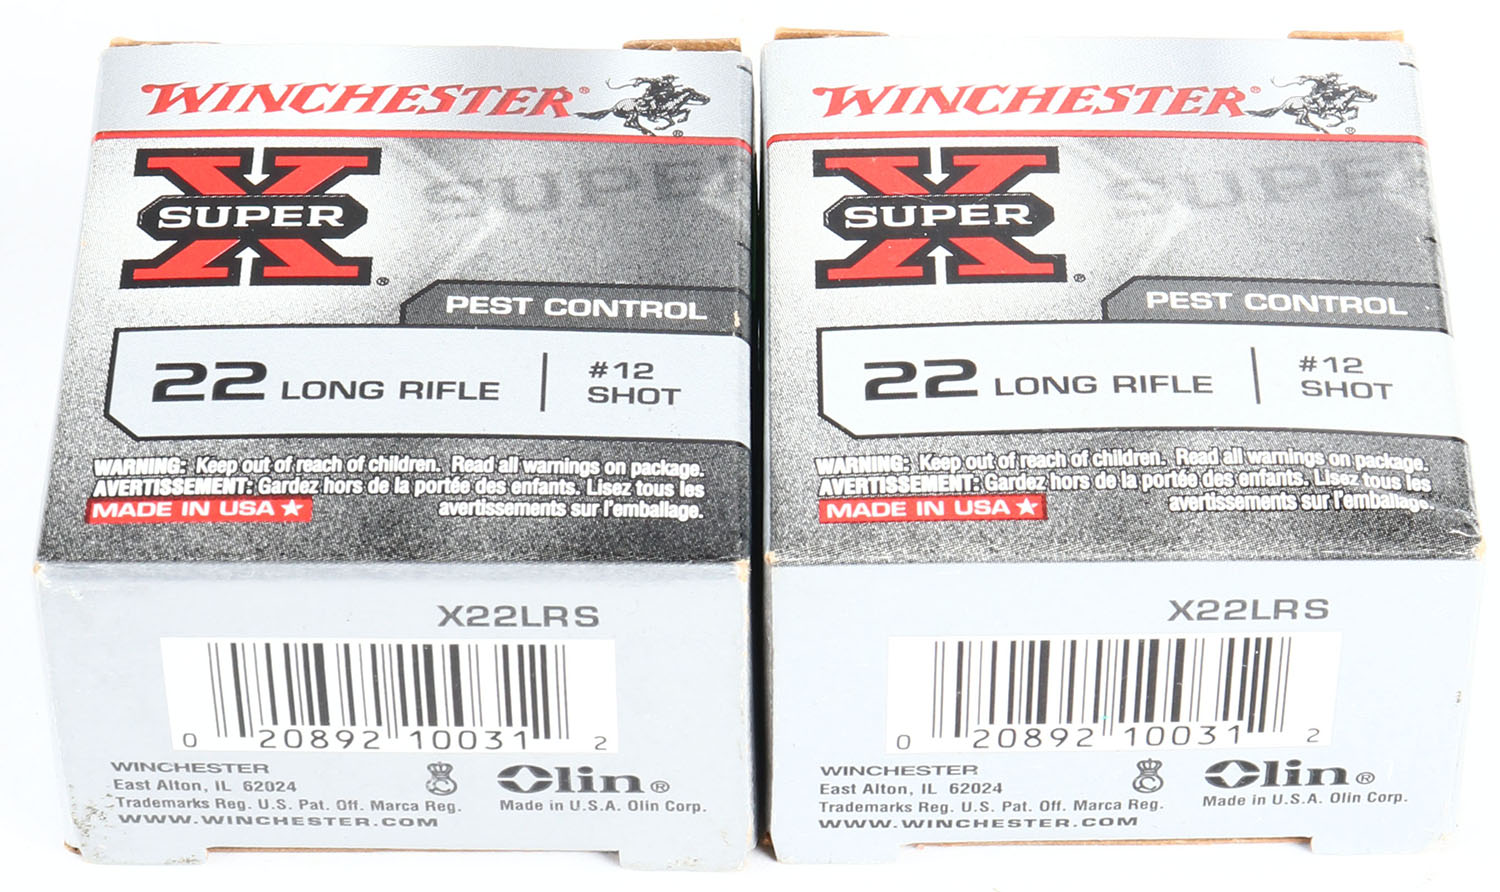 WINCHESTER®
®
SUPER
X
SUPER
®
PEST CONTROL
22 LONG RIFLE
#12
SHOT
WARNING: Keep out of reach of children. Read all warnings on package.
AVERTISSEMENT: Gardez hors de la portée des enfants. Lisez tous les
avertissements sur l'emballage.
MADE IN USA
X22LRS
0 20892 10031 2
WINCHESTER
East Alton, IL 62024
Trademarks Reg. U.S. Pat. Off. Marca Reg.
WWW.WINCHESTER.COM
Olin®
Made in U.S.A. Olin Corp.
WINCHESTER®
®
SUPE
X
SUPER
®
PEST CONTROL
22 LONG RIFLE
#12
SHOT
WARNING: Keep out of reach of children. Read all warnings on package.
AVERTISSEMENT: Gardez hors de la portée des enfants. Lisez tous les
avertissements sur l'emballage.
MADE IN USA
X22LRS
0 20892 10031 2
WINCHESTER
East Alton, IL 62024
Trademarks Reg. U.S. Pat. Off. Marca Reg.
WWW.WINCHESTER.COM
Olin®
Made in U.S.A. Olin Corp.